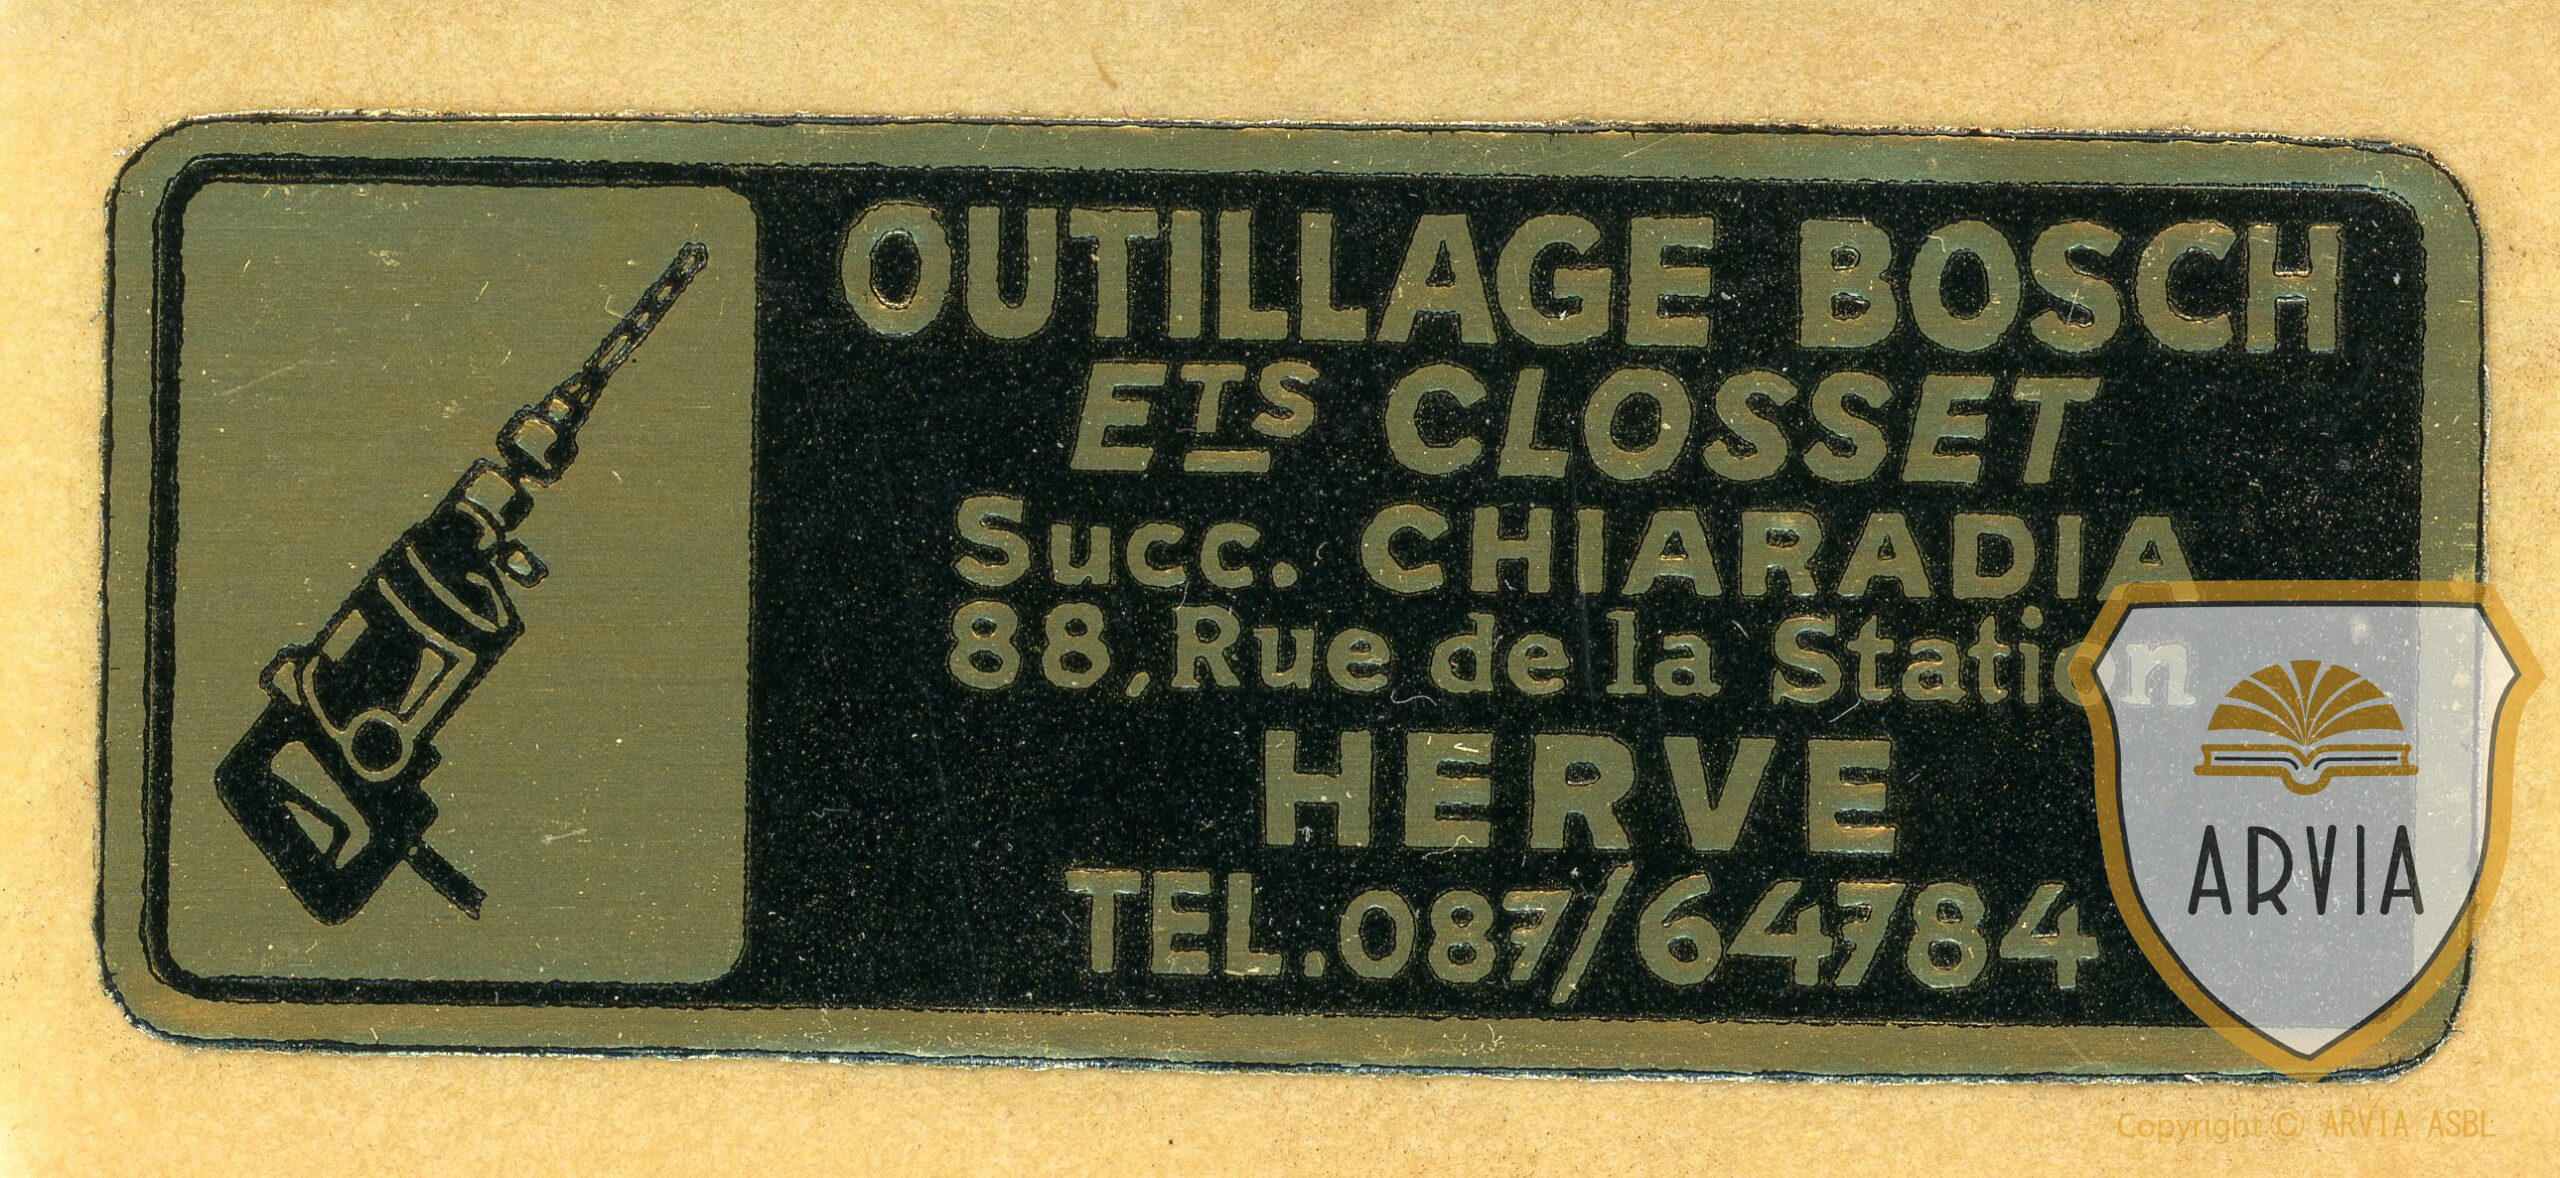 OUTILLAGE BOSCH
ETS CLOSSET
Succ. CHIARADIA
88, Rue de la Station
HERVE
TEL. 087/64784
ARVIA
Copyright © ARVIA ASBL